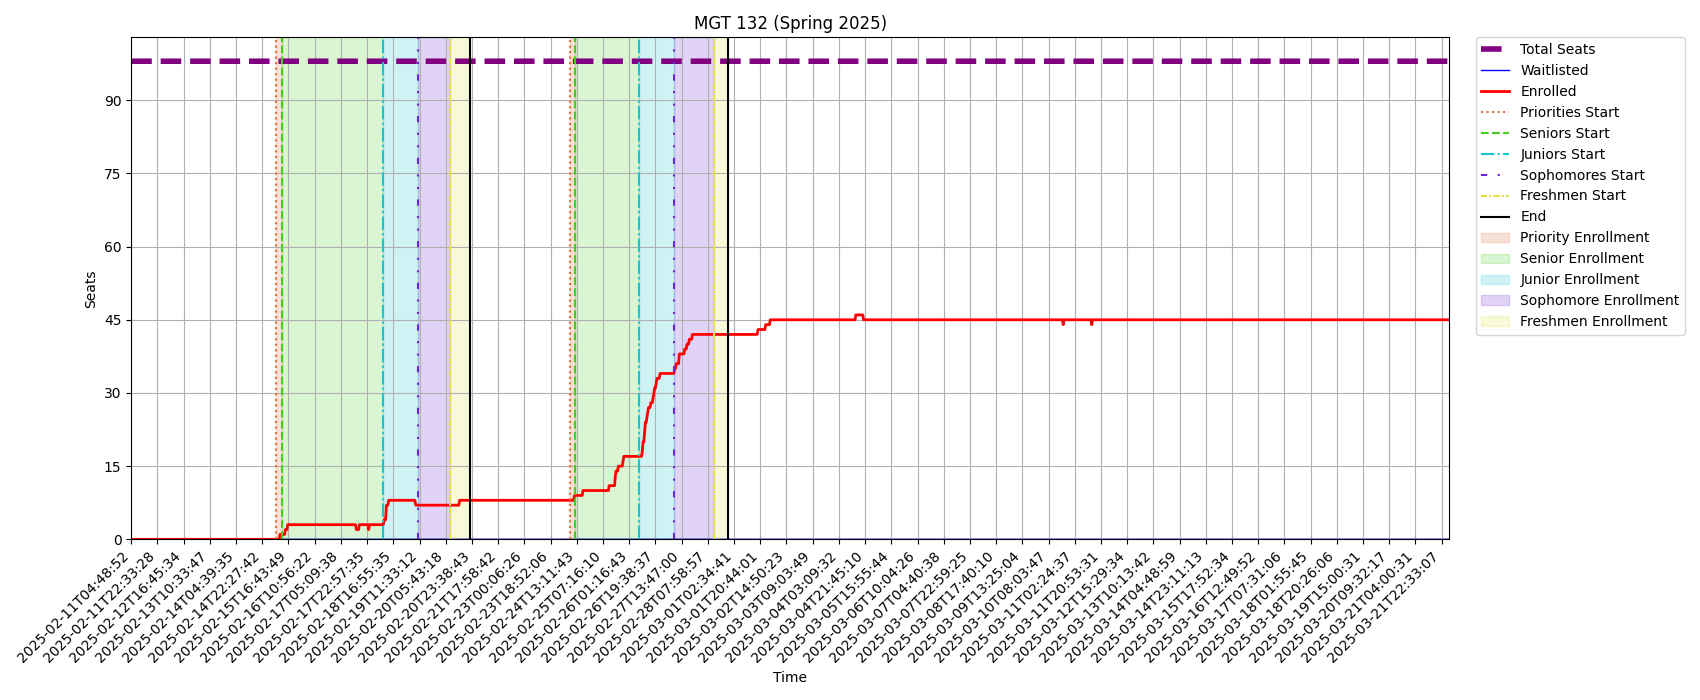 MGT 132 (Spring 2025)
Seats
90
75
60
45
30
15
0
2025-02-11T04:48:52
2025-02-11T22:33:28
2025-02-12T16:45:34
2025-02-13T10:33:47
2025-02-14T04:39:35
2025-02-14T22:27:42
2025-02-15T16:43:49
2025-02-16T10:56:22
2025-02-17T05:09:38
2025-02-17T22:57:35
2025-02-18T16:55:35
2025-02-19T11:33:12
2025-02-20T05:43:18
2025-02-20T23:38:43
2025-02-21T17:58:42
2025-02-23T00:06:26
2025-02-23T18:52:06
2025-02-24T13:11:43
2025-02-25T07:16:10
2025-02-26T01:16:43
2025-02-26T19:38:37
2025-02-27T13:47:00
2025-02-28T07:58:57
2025-03-01T02:34:41
2025-03-01T20:44:01
2025-03-02T14:50:23
2025-03-03T09:03:49
2025-03-04T03:09:32
2025-03-04T21:45:10
2025-03-05T15:55:44
2025-03-06T10:04:26
2025-03-07T04:40:38
2025-03-07T22:59:25
2025-03-08T17:40:10
2025-03-09T13:25:04
2025-03-10T08:03:47
2025-03-11T02:24:37
2025-03-11T20:53:31
2025-03-12T15:29:34
2025-03-13T10:13:42
2025-03-14T04:48:59
2025-03-14T23:11:13
2025-03-15T17:52:34
2025-03-16T12:49:52
2025-03-17T07:31:06
2025-03-18T01:55:45
2025-03-18T20:26:06
2025-03-19T15:00:31
2025-03-20T09:32:17
2025-03-21T04:00:31
2025-03-21T22:33:07
Time
Total Seats
Waitlisted
Enrolled
Priorities Start
Seniors Start
Juniors Start
Sophomores Start
Freshmen Start
End
Priority Enrollment
Senior Enrollment
Junior Enrollment
Sophomore Enrollment
Freshmen Enrollment